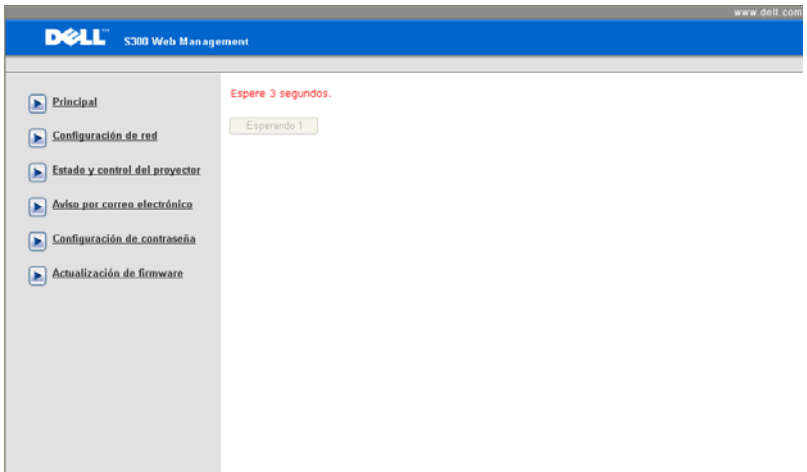 www.dell.com
DELL™ S300 Web Management
Principal
Configuración de red
Estado y control del proyector
Aviso por correo electrónico
Configuración de contraseña
Actualización de firmware
Espere 3 segundos.
Esperando 1